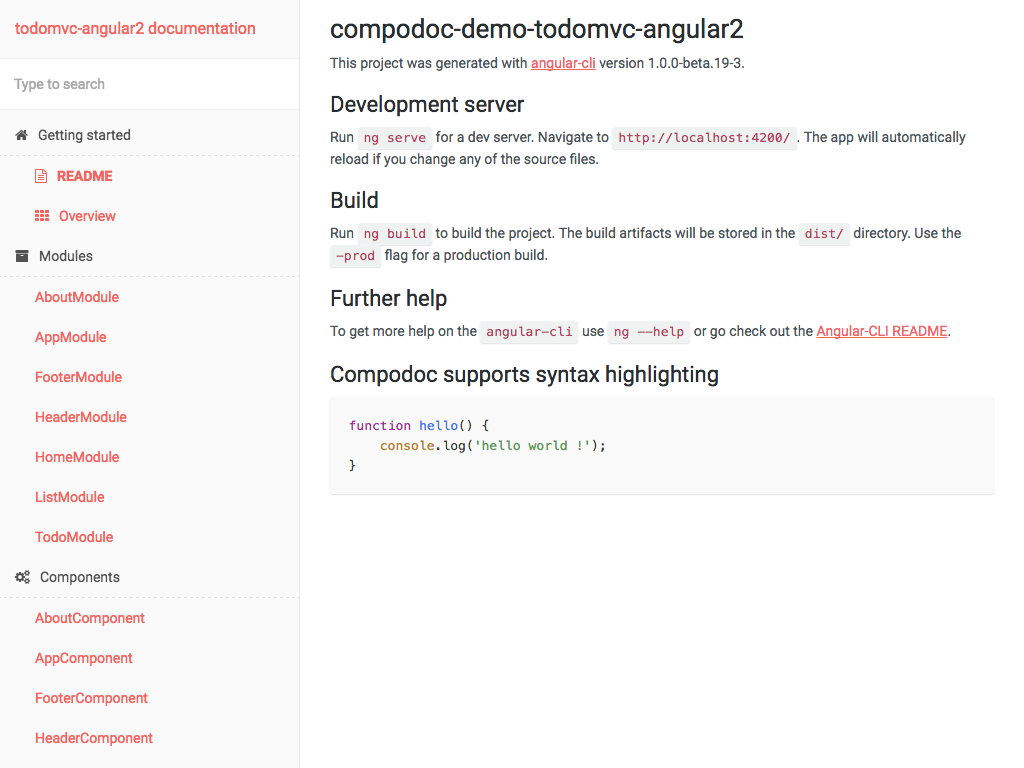 todomvc-angular2 documentation
Type to search
Getting started
README
Overview
Modules
AboutModule
AppModule
FooterModule
HeaderModule
HomeModule
ListModule
TodoModule
Components
AboutComponent
AppComponent
FooterComponent
HeaderComponent
compodoc-demo-todomvc-angular2
This project was generated with angular-cli version 1.0.0-beta.19-3.
Development server
Run ng serve for a dev server. Navigate to http://localhost:4200/ . The app will automatically
reload if you change any of the source files.
Build
Run ng build to build the project. The build artifacts will be stored in the dist/ directory. Use the
-prod flag for a production build.
Further help
To get more help on the angular-cli use ng --help or go check out the Angular-CLI README.
Compodoc supports syntax highlighting
function hello() {
    console.log('hello world !');
}